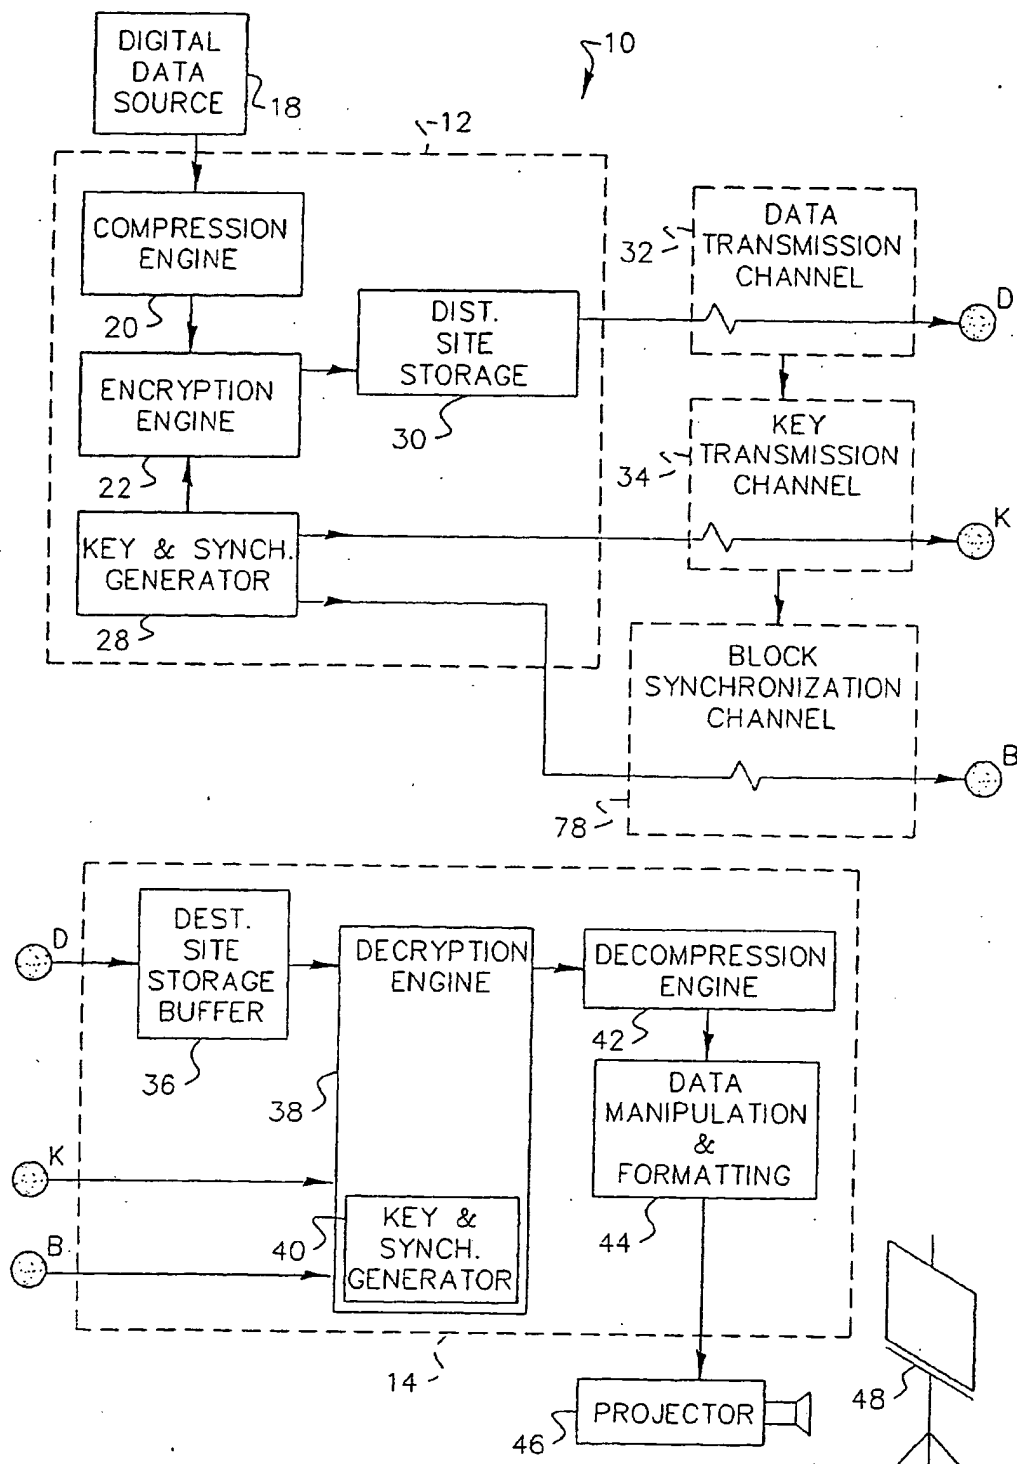 10
DIGITAL
DATA
SOURCE
18
12
COMPRESSION
ENGINE
20
DATA
TRANSMISSION
CHANNEL
32
D
DIST.
SITE
STORAGE
30
ENCRYPTION
ENGINE
22
KEY
TRANSMISSION
CHANNEL
34
K
KEY & SYNCH.
GENERATOR
28
BLOCK
SYNCHRONIZATION
CHANNEL
78
B
D
DEST.
SITE
STORAGE
BUFFER
36
DECRYPTION
ENGINE
38
DECOMPRESSION
ENGINE
42
DATA
MANIPULATION
&
FORMATTING
44
K
B
40
KEY &
SYNCH.
GENERATOR
14
PROJECTOR
46
48